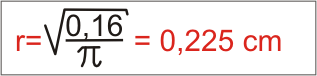 r=√(0,16/π) = 0,225 cm